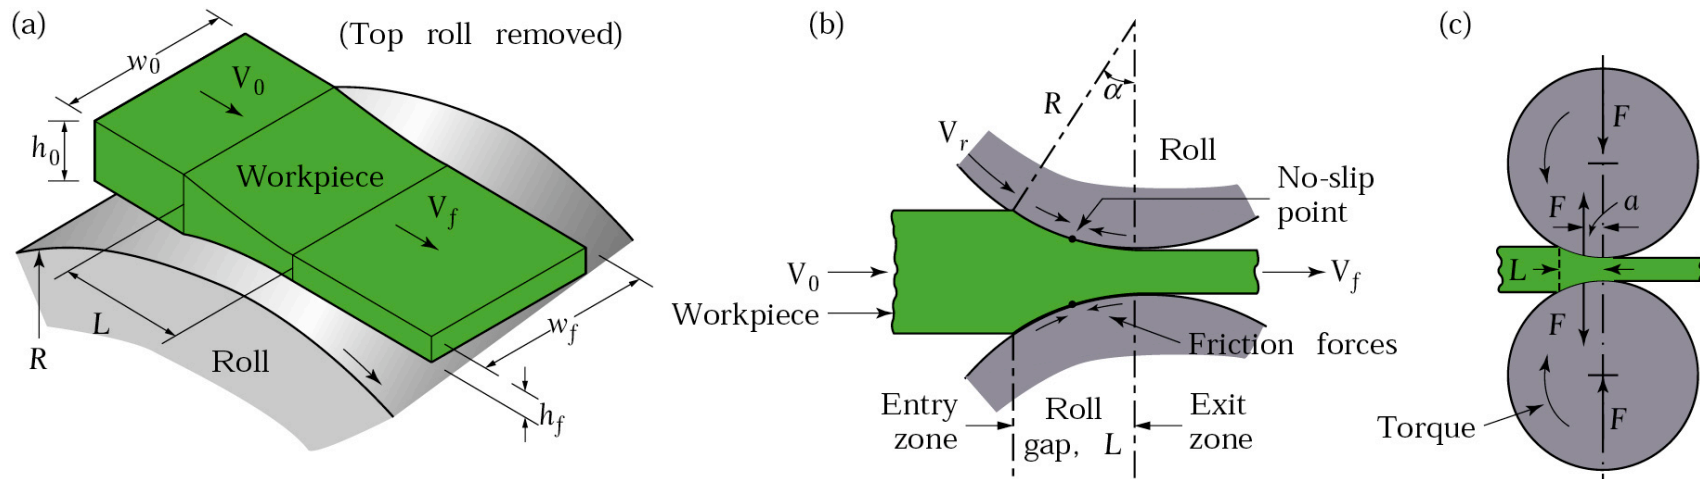 (a)
(Top roll removed)
w0
V0
h0
Workpiece
Vf
L
wf
R
Roll
hf
(b)
R
α
Vr
Roll
No-slip
point
V0
Vf
Workpiece
Friction forces
Entry
zone
Roll
gap, L
Exit
zone
(c)
F
F
a
L
F
Torque
F